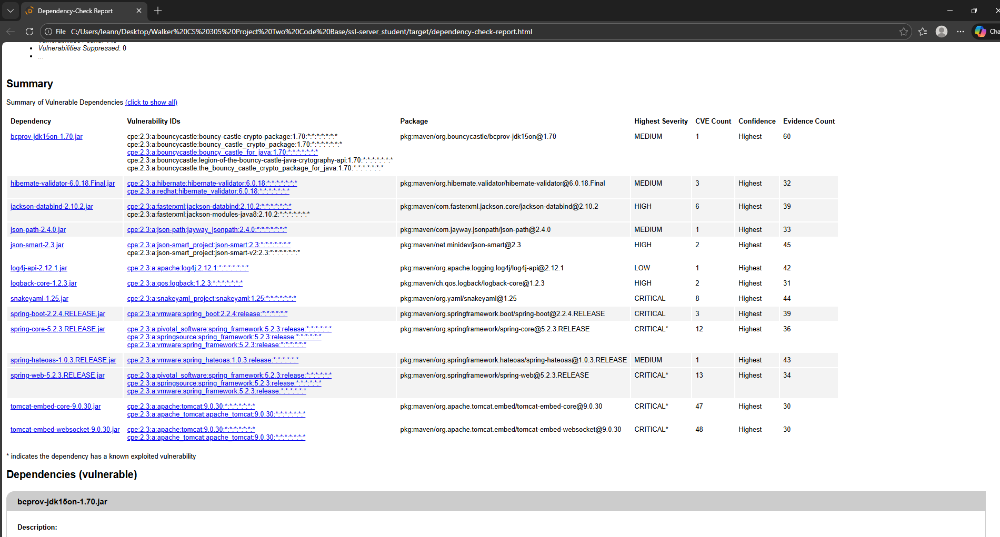 Dependency-Check Report
File C:/Users/leann/Desktop/Walker%20CS%20305%20Project%20Two%20Code%20Base/ssl-server_student/target/dependency-check-report.html
Cha
• Vulnerabilities Suppressed: 0
• ...
Summary
Summary of Vulnerable Dependencies (click to show all)
Dependency Vulnerability IDs Package Highest Severity CVE Count Confidence Evidence Count
bcprov-jdk15on-1.70.jar cpe:2.3:a:bouncycastle:bouncy-castle-crypto-package:1.70:*:*:*:*:*:*:* pkg:maven/org.bouncycastle/bcprov-jdk15on@1.70 MEDIUM 1 Highest 60
cpe:2.3:a:bouncycastle:bouncy_castle_crypto_package:1.70:*:*:*:*:*:*:*
cpe:2.3:a:bouncycastle:bouncy_castle_for_java:1.70:*:*:*:*:*:*:*
cpe:2.3:a:bouncycastle:legion-of-the-bouncy-castle-java-crytography-api:1.70:*:*:*:*:*:*:*
cpe:2.3:a:bouncycastle:the_bouncy_castle_crypto_package_for_java:1.70:*:*:*:*:*:*:*
hibernate-validator-6.0.18.Final.jar cpe:2.3:a:hibernate:hibernate-validator:6.0.18:*:*:*:*:*:*:* pkg:maven/org.hibernate.validator/hibernate-validator@6.0.18.Final MEDIUM 3 Highest 32
cpe:2.3:a:redhat:hibernate_validator:6.0.18:*:*:*:*:*:*:*
jackson-databind-2.10.2.jar cpe:2.3:a:fasterxml:jackson-databind:2.10.2:*:*:*:*:*:*:* pkg:maven/com.fasterxml.jackson.core/jackson-databind@2.10.2 HIGH 6 Highest 39
cpe:2.3:a:fasterxml:jackson-modules-java8:2.10.2:*:*:*:*:*:*:*
json-path-2.4.0.jar cpe:2.3:a:json-path:jayway_jsonpath:2.4.0:*:*:*:*:*:*:* pkg:maven/com.jayway.jsonpath/json-path@2.4.0 MEDIUM 1 Highest 33
json-smart-2.3.jar cpe:2.3:a:json-smart_project:json-smart:2.3:*:*:*:*:*:*:* pkg:maven/net.minidev/json-smart@2.3 HIGH 2 Highest 45
cpe:2.3:a:json-smart_project:json-smart-v2:2.3:*:*:*:*:*:*:*
log4j-api-2.12.1.jar cpe:2.3:a:apache:log4j:2.12.1:*:*:*:*:*:*:* pkg:maven/org.apache.logging.log4j/log4j-api@2.12.1 LOW 1 Highest 42
logback-core-1.2.3.jar cpe:2.3:a:qos:logback:1.2.3:*:*:*:*:*:*:* pkg:maven/ch.qos.logback/logback-core@1.2.3 HIGH 2 Highest 31
snakeyaml-1.25.jar cpe:2.3:a:snakeyaml_project:snakeyaml:1.25:*:*:*:*:*:*:* pkg:maven/org.yaml/snakeyaml@1.25 CRITICAL 8 Highest 44
spring-boot-2.2.4.RELEASE.jar cpe:2.3:a:vmware:spring_boot:2.2.4:release:*:*:*:*:*:* pkg:maven/org.springframework.boot/spring-boot@2.2.4.RELEASE CRITICAL 3 Highest 39
spring-core-5.2.3.RELEASE.jar cpe:2.3:a:pivotal_software:spring_framework:5.2.3:release:*:*:*:*:*:* pkg:maven/org.springframework/spring-core@5.2.3.RELEASE CRITICAL* 12 Highest 36
cpe:2.3:a:springsource:spring_framework:5.2.3:release:*:*:*:*:*:*
cpe:2.3:a:vmware:spring_framework:5.2.3:release:*:*:*:*:*:*
spring-hateoas-1.0.3.RELEASE.jar cpe:2.3:a:vmware:spring_hateoas:1.0.3:release:*:*:*:*:*:* pkg:maven/org.springframework.hateoas/spring-hateoas@1.0.3.RELEASE MEDIUM 1 Highest 43
spring-web-5.2.3.RELEASE.jar cpe:2.3:a:pivotal_software:spring_framework:5.2.3:release:*:*:*:*:*:* pkg:maven/org.springframework/spring-web@5.2.3.RELEASE CRITICAL* 13 Highest 34
cpe:2.3:a:springsource:spring_framework:5.2.3:release:*:*:*:*:*:*
cpe:2.3:a:vmware:spring_framework:5.2.3:release:*:*:*:*:*:*
tomcat-embed-core-9.0.30.jar cpe:2.3:a:apache:tomcat:9.0.30:*:*:*:*:*:*:* pkg:maven/org.apache.tomcat.embed/tomcat-embed-core@9.0.30 CRITICAL* 47 Highest 30
cpe:2.3:a:apache_tomcat:apache_tomcat:9.0.30:*:*:*:*:*:*:*
tomcat-embed-websocket-9.0.30.jar cpe:2.3:a:apache:tomcat:9.0.30:*:*:*:*:*:*:* pkg:maven/org.apache.tomcat.embed/tomcat-embed-websocket@9.0.30 CRITICAL* 48 Highest 30
cpe:2.3:a:apache_tomcat:apache_tomcat:9.0.30:*:*:*:*:*:*:*
* indicates the dependency has a known exploited vulnerability
Dependencies (vulnerable)
bcprov-jdk15on-1.70.jar
Description: